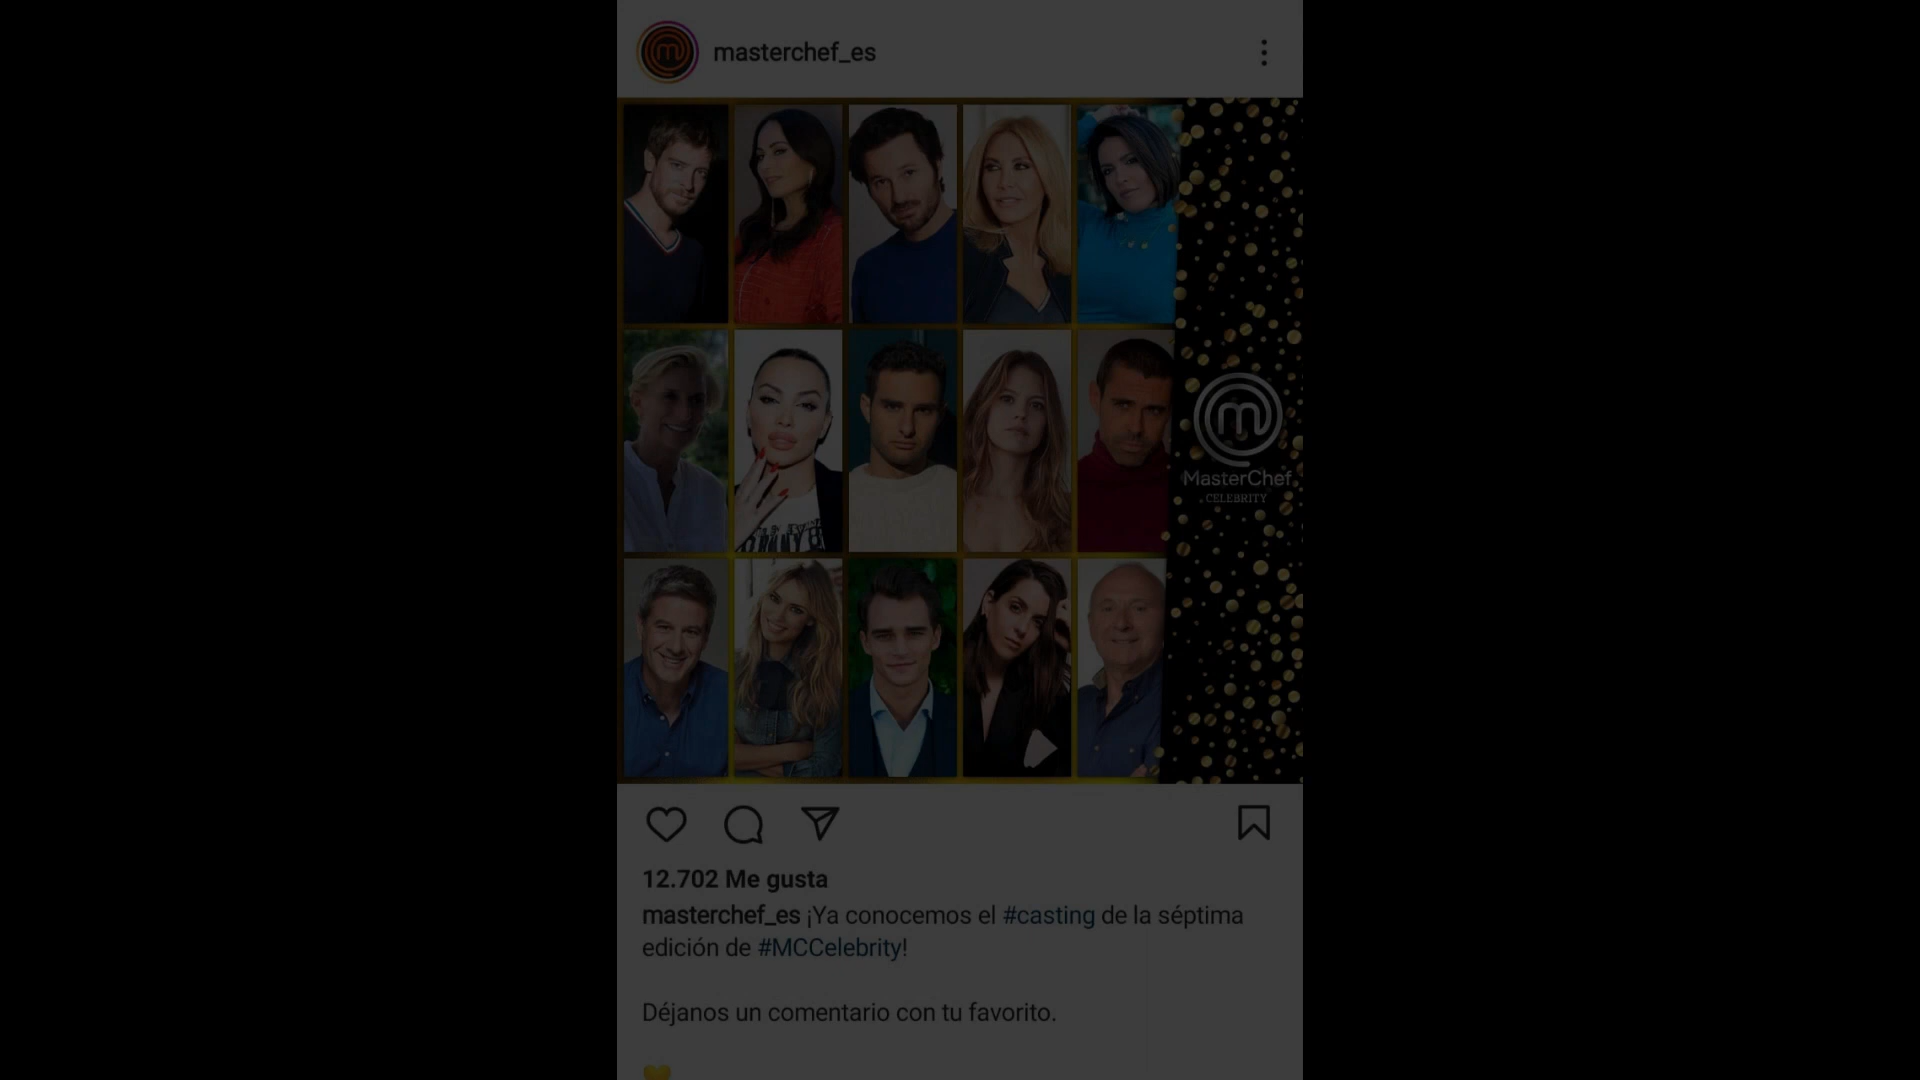 masterchef_es
MasterChef
CELEBRITY
12.702 Me gusta
masterchef_es ¡Ya conocemos el #casting de la séptima
edición de #MCCelebrity!
Déjanos un comentario con tu favorito.